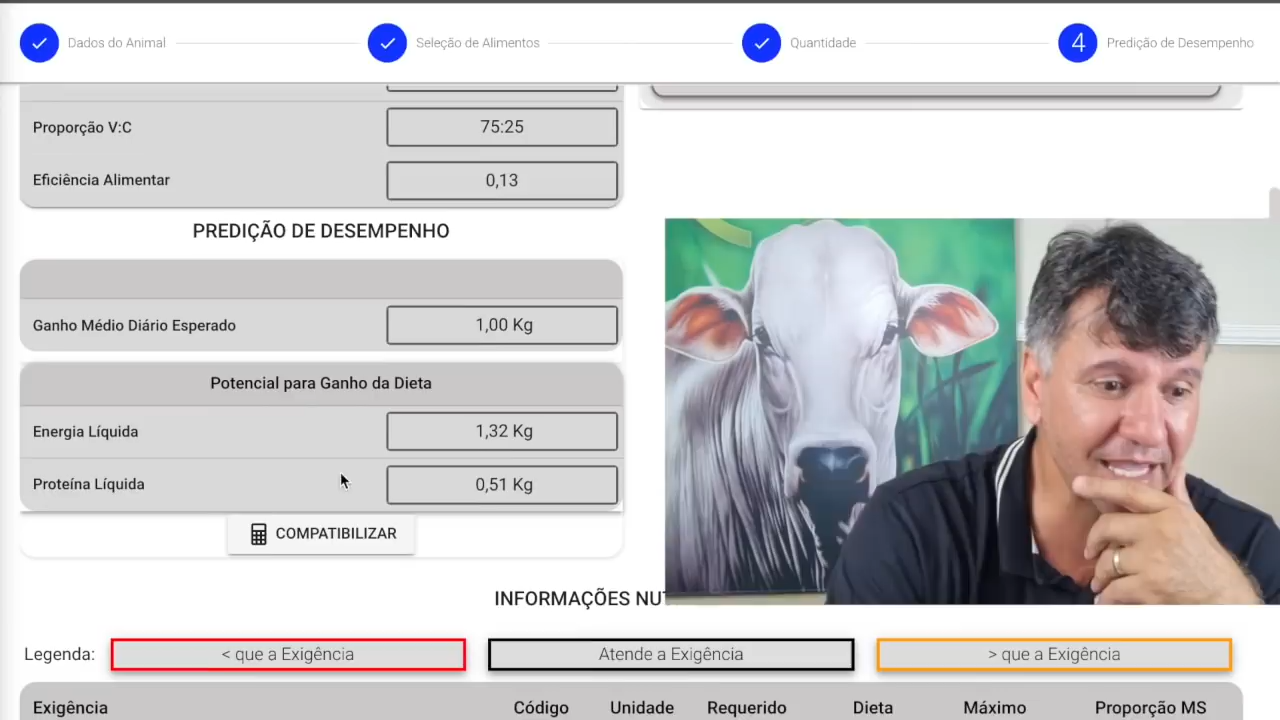 Dados do Animal
Seleção de Alimentos
Quantidade
4
Predição de Desempenho
Proporção V:C
75:25
Eficiência Alimentar
0,13
PREDIÇÃO DE DESEMPENHO
Ganho Médio Diário Esperado
1,00 Kg
Potencial para Ganho da Dieta
Energia Líquida
1,32 Kg
Proteína Líquida
0,51 Kg
COMPATIBILIZAR
INFORMAÇÕES NU
Legenda:
< que a Exigência
Atende a Exigência
> que a Exigência
Exigência
Código
Unidade
Requerido
Dieta
Máximo
Proporção MS